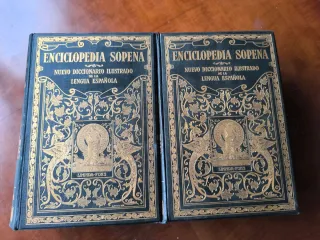 ENCICLOPEDIA SOPENA
NUEVO DICCIONARIO ILUSTRADO
DE LA
LENGUA ESPAÑOLA
ENCICLOPEDIA SOPENA
NUEVO DICCIONARIO ILUSTRADO
DE LA
LENGUA ESPAÑOLA